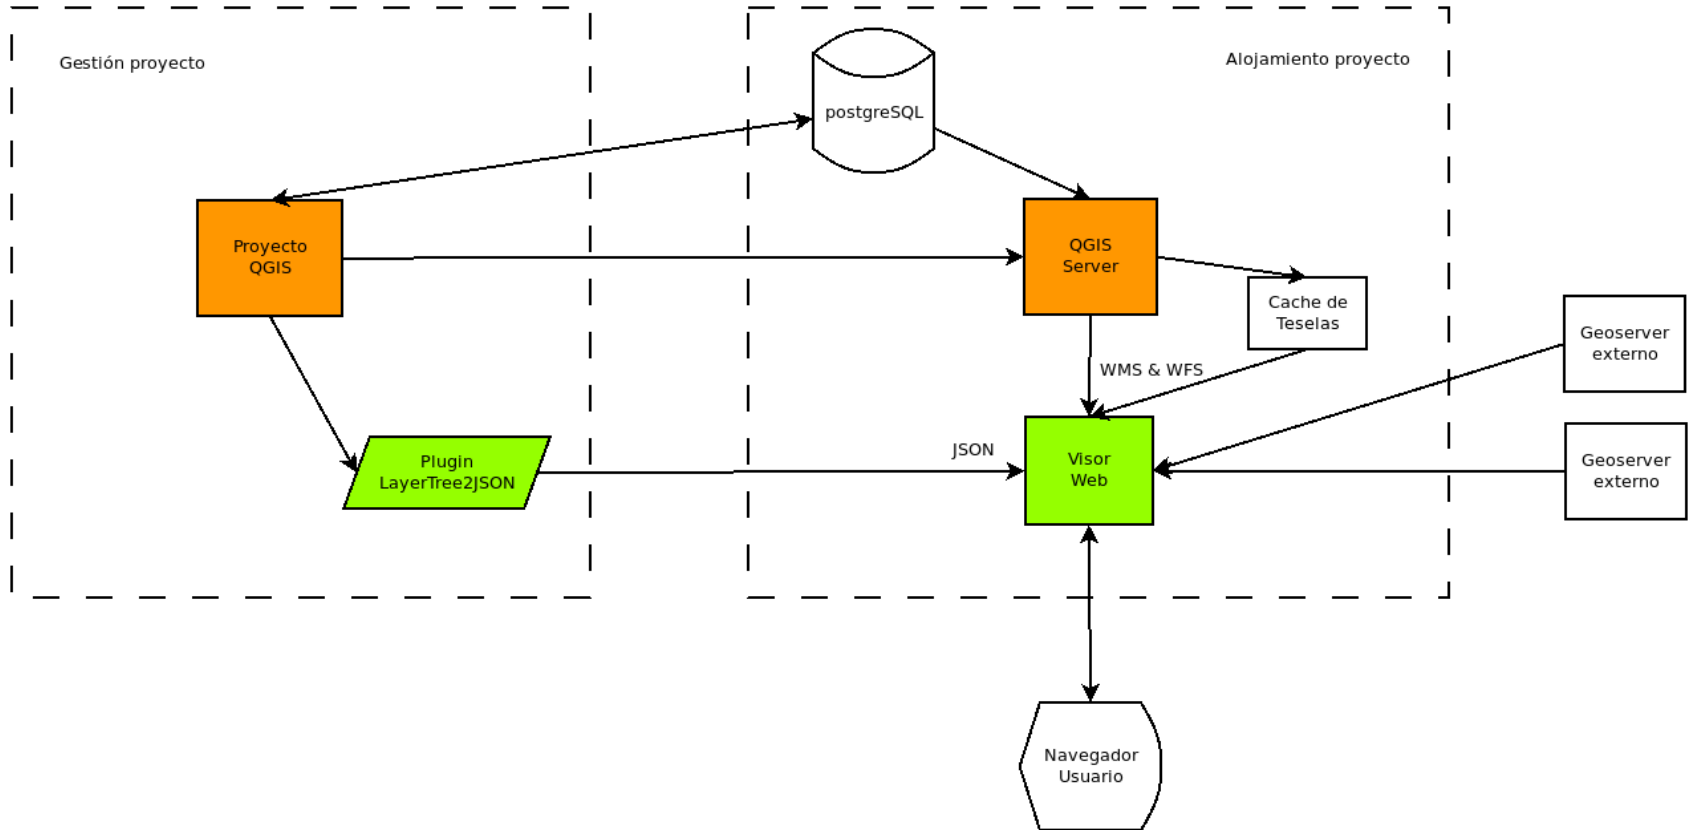 Gestión proyecto
Alojamiento proyecto
postgreSQL
Proyecto
QGIS
QGIS
Server
Cache de
Teselas
Geoserver
externo
WMS & WFS
JSON
Plugin
LayerTree2JSON
Visor
Web
Geoserver
externo
Navegador
Usuario